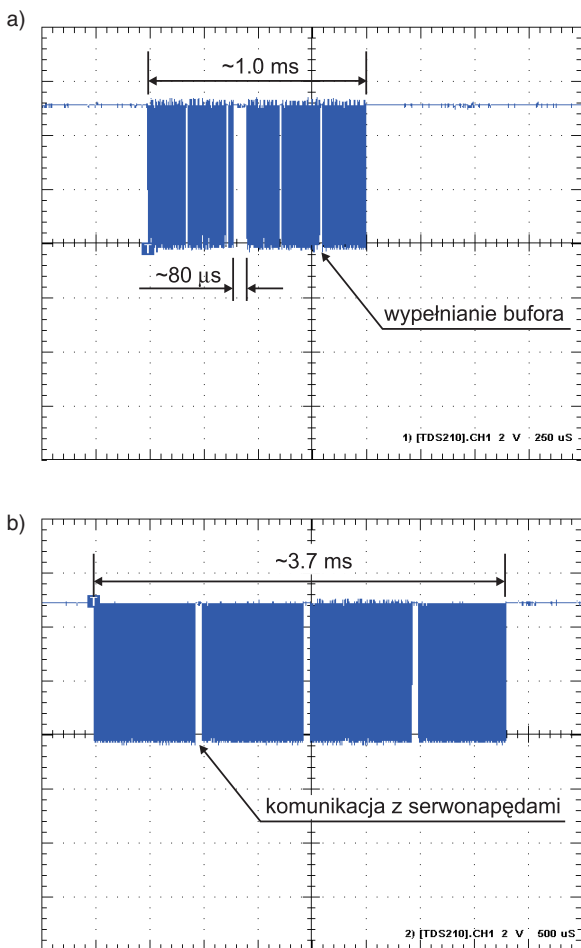 a)
~1.0 ms
T
~80 μs
wypełnianie bufora
1) [TDS210].CH1 2 V 250 uS
b)
~3.7 ms
T
komunikacja z serwonapędami
2) [TDS210].CH1 2 V 500 uS